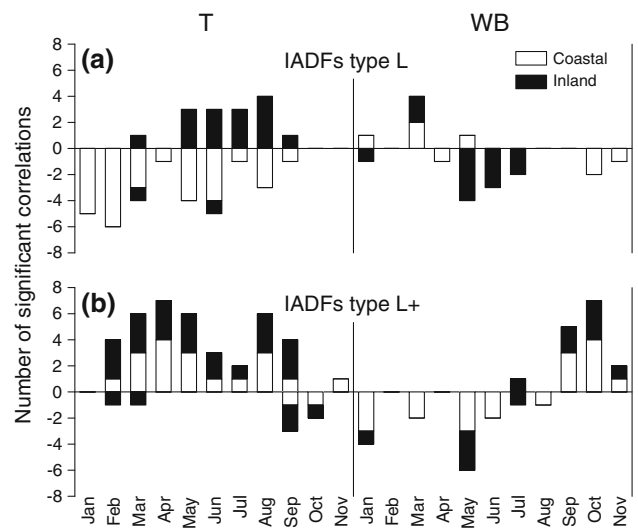 T WB
(a) IADFs type L
Coastal
Inland
8
6
4
2
0
-2
-4
-6
-8
Number of significant correlations
(b) IADFs type L+
8
6
4
2
0
-2
-4
-6
-8
Jan Feb Mar Apr May Jun Jul Aug Sep Oct Nov Jan Feb Mar Apr May Jun Jul Aug Sep Oct Nov